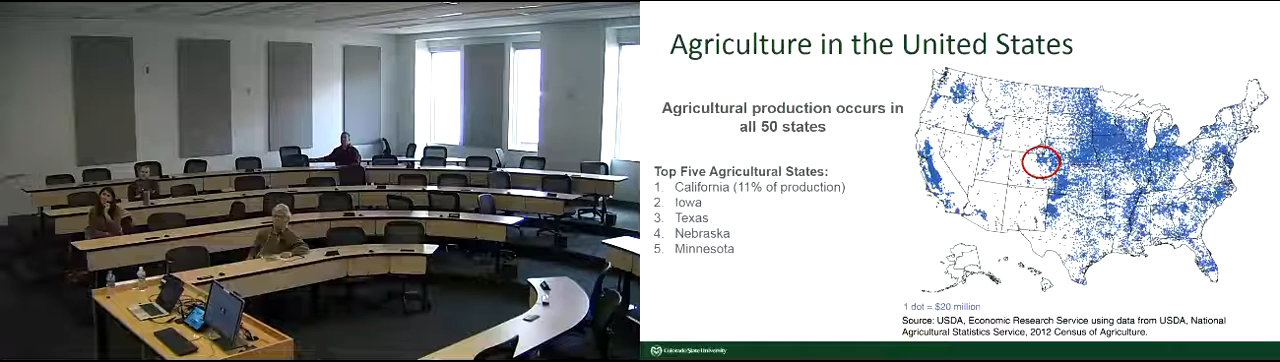 Agriculture in the United States
Agricultural production occurs in
all 50 states
Top Five Agricultural States:
1. California (11% of production)
2. Iowa
3. Texas
4. Nebraska
5. Minnesota
1 dot = $20 million
Source: USDA, Economic Research Service using data from USDA, National
Agricultural Statistics Service, 2012 Census of Agriculture.
Colorado State University